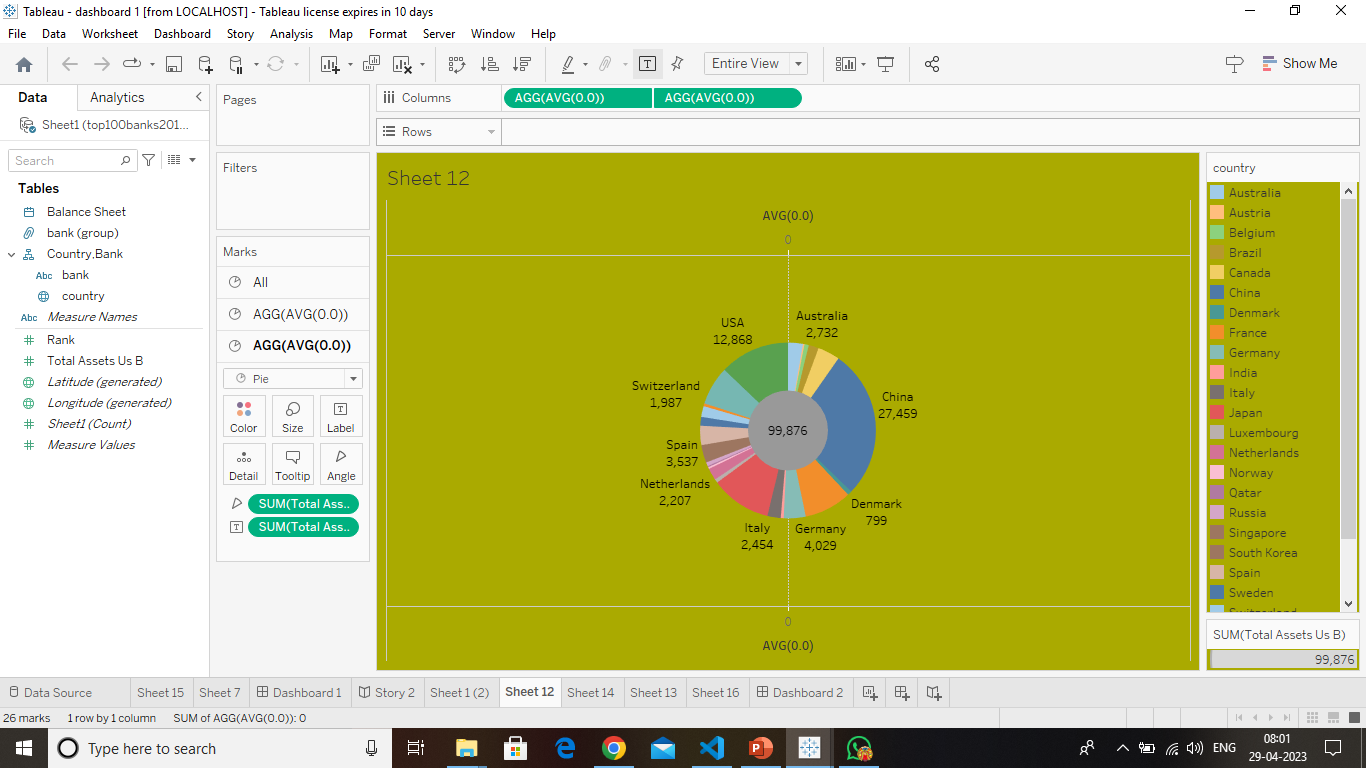 Tableau - dashboard 1 [from LOCALHOST] - Tableau license expires in 10 days
File Data Worksheet Dashboard Story Analysis Map Format Server Window Help
Entire View
Show Me
Data Analytics
Sheet1 (top100banks201...
Search
Tables
Balance Sheet
bank (group)
Country,Bank
Abc bank
country
Abc Measure Names
Rank
Total Assets Us B
Latitude (generated)
Longitude (generated)
Sheet1 (Count)
Measure Values
Pages
Filters
Marks
All
AGG(AVG(0.0))
AGG(AVG(0.0))
Pie
Color Size Label
Detail Tooltip Angle
SUM(Total Ass..
SUM(Total Ass..
Columns AGG(AVG(0.0)) AGG(AVG(0.0))
Rows
Sheet 12
AVG(0.0)
0
USA
12,868
Australia
2,732
Switzerland
1,987
China
27,459
99,876
Spain
3,537
Netherlands
2,207
Denmark
799
Italy
2,454
Germany
4,029
0
AVG(0.0)
country
Australia
Austria
Belgium
Brazil
Canada
China
Denmark
France
Germany
India
Italy
Japan
Luxembourg
Netherlands
Norway
Qatar
Russia
Singapore
South Korea
Spain
Sweden
Switzerland
SUM(Total Assets Us B)
99,876
Data Source Sheet 15 Sheet 7 Dashboard 1 Story 2 Sheet 1 (2) Sheet 12 Sheet 14 Sheet 13 Sheet 16 Dashboard 2
26 marks 1 row by 1 column SUM of AGG(AVG(0.0)): 0
Type here to search
ENG
08:01
29-04-2023